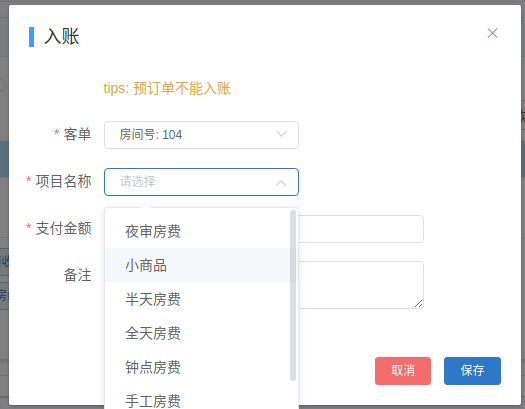 入账
tips: 预订单不能入账
* 客单 房间号: 104
* 项目名称 请选择
* 支付金额
夜审房费
小商品
备注
半天房费
全天房费
钟点房费
手工房费
取消 保存